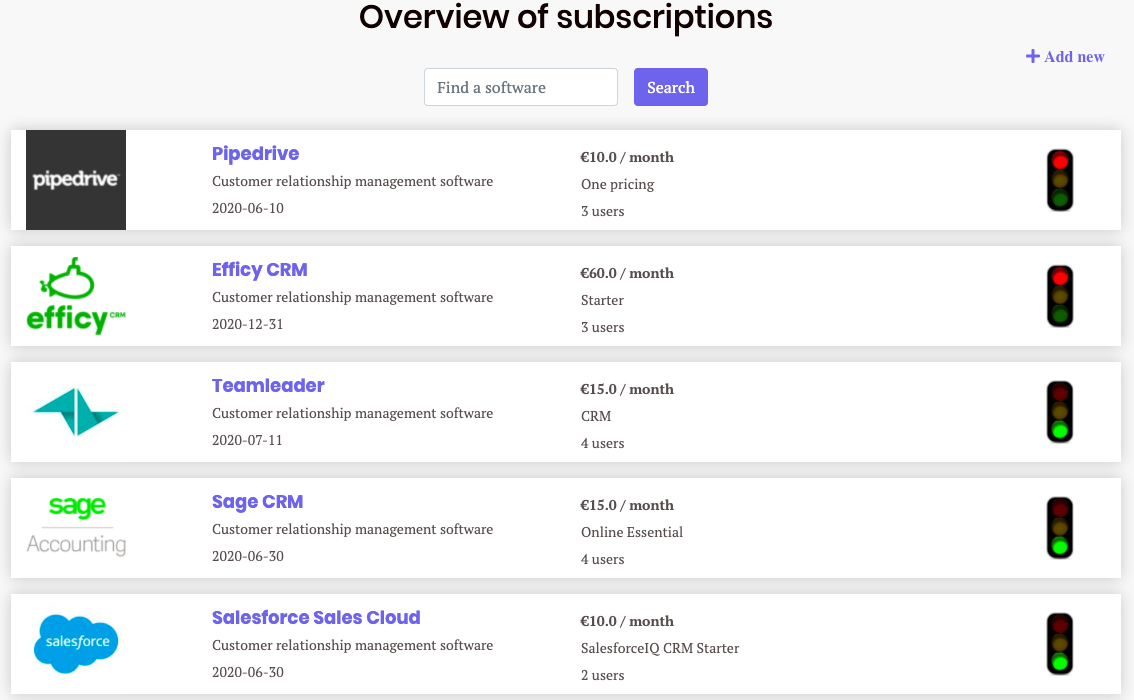 Overview of subscriptions
Add new
Find a software
Search
pipedrive
Pipedrive
Customer relationship management software
2020-06-10
€10.0 / month
One pricing
3 users
efficy CRM
Efficy CRM
Customer relationship management software
2020-12-31
€60.0 / month
Starter
3 users
Teamleader
Customer relationship management software
2020-07-11
€15.0 / month
CRM
4 users
sage
Accounting
Sage CRM
Customer relationship management software
2020-06-30
€15.0 / month
Online Essential
4 users
salesforce
Salesforce Sales Cloud
Customer relationship management software
2020-06-30
€10.0 / month
SalesforceIQ CRM Starter
2 users